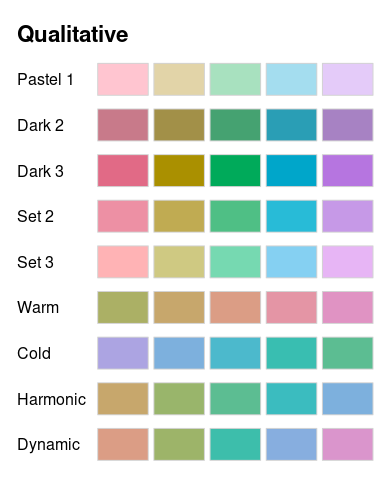 Qualitative
Pastel 1
Dark 2
Dark 3
Set 2
Set 3
Warm
Cold
Harmonic
Dynamic